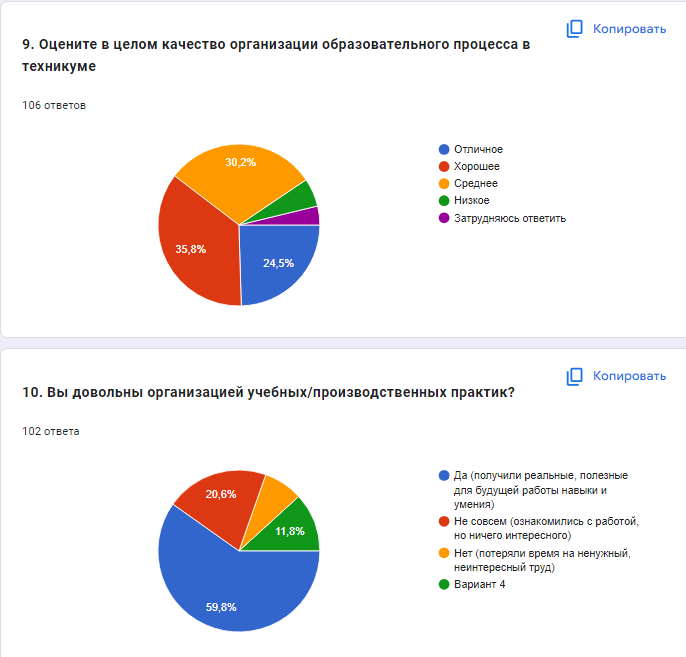 Копировать
9. Оцените в целом качество организации образовательного процесса в
техникуме
106 ответов
30,2%
35,8%
24,5%
Отличное
Хорошее
Среднее
Низкое
Затрудняюсь ответить
Копировать
10. Вы довольны организацией учебных/производственных практик?
102 ответа
20,6%
11,8%
59,8%
Да (получили реальные, полезные
для будущей работы навыки и
умения)
Не совсем (ознакомились с работой,
но ничего интересного)
Нет (потеряли время на ненужный,
неинтересный труд)
Вариант 4